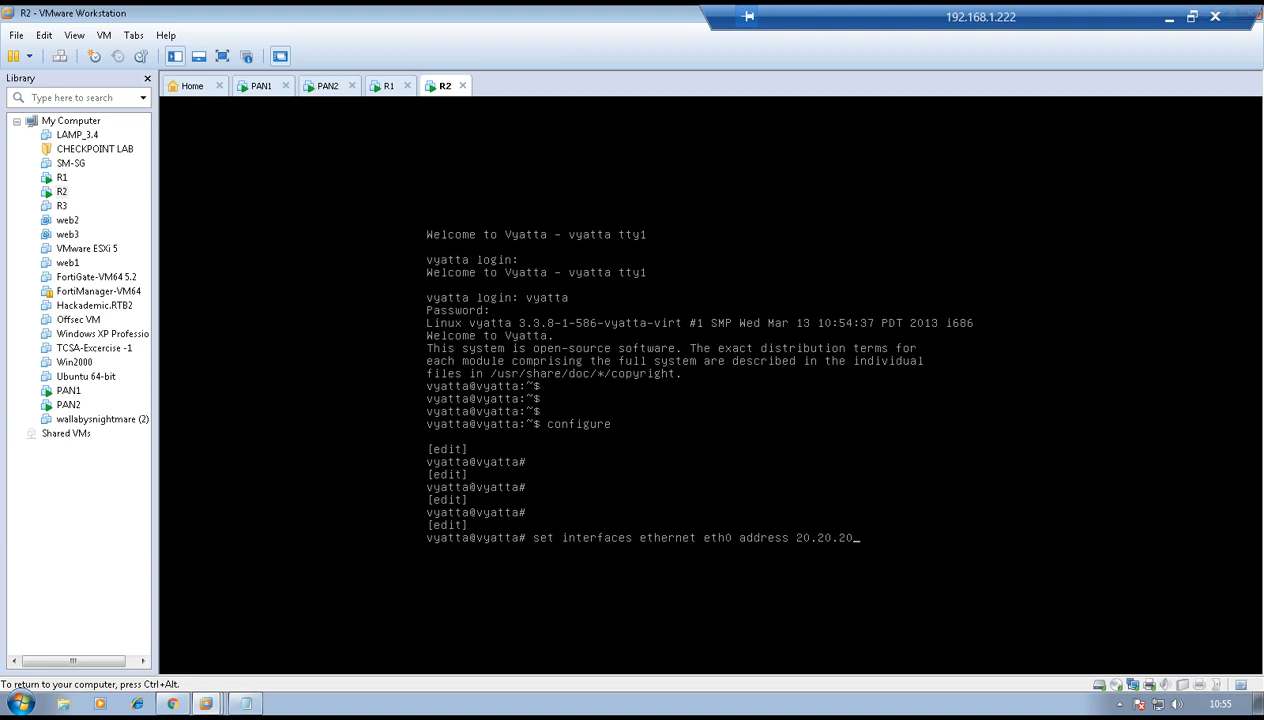 R2 - VMware Workstation
192.168.1.222
File Edit View VM Tabs Help
Library
Type here to search
Home PAN1 PAN2 R1 R2
My Computer
LAMP_3.4
CHECKPOINT LAB
SM-SG
R1
R2
R3
web2
web3
VMware ESXi 5
web1
FortiGate-VM64 5.2
FortiManager-VM64
Hackademic.RTB2
Offsec VM
Windows XP Professio
TCSA-Excercise -1
Win2000
Ubuntu 64-bit
PAN1
PAN2
wallabysnightmare (2)
Shared VMs
Welcome to Vyatta - vyatta tty1
vyatta login:
Welcome to Vyatta - vyatta tty1
vyatta login: vyatta
Password:
Linux vyatta 3.3.8-1-586-vyatta-virt #1 SMP Wed Mar 13 10:54:37 PDT 2013 i686
Welcome to Vyatta.
This system is open-source software. The exact distribution terms for
each module comprising the full system are described in the individual
files in /usr/share/doc/*/copyright.
vyatta@vyatta:~$
vyatta@vyatta:~$
vyatta@vyatta:~$
vyatta@vyatta:~$ configure
[edit]
vyatta@vyatta#
[edit]
vyatta@vyatta#
[edit]
vyatta@vyatta#
[edit]
vyatta@vyatta# set interfaces ethernet eth0 address 20.20.20_
To return to your computer, press Ctrl+Alt.
10:55